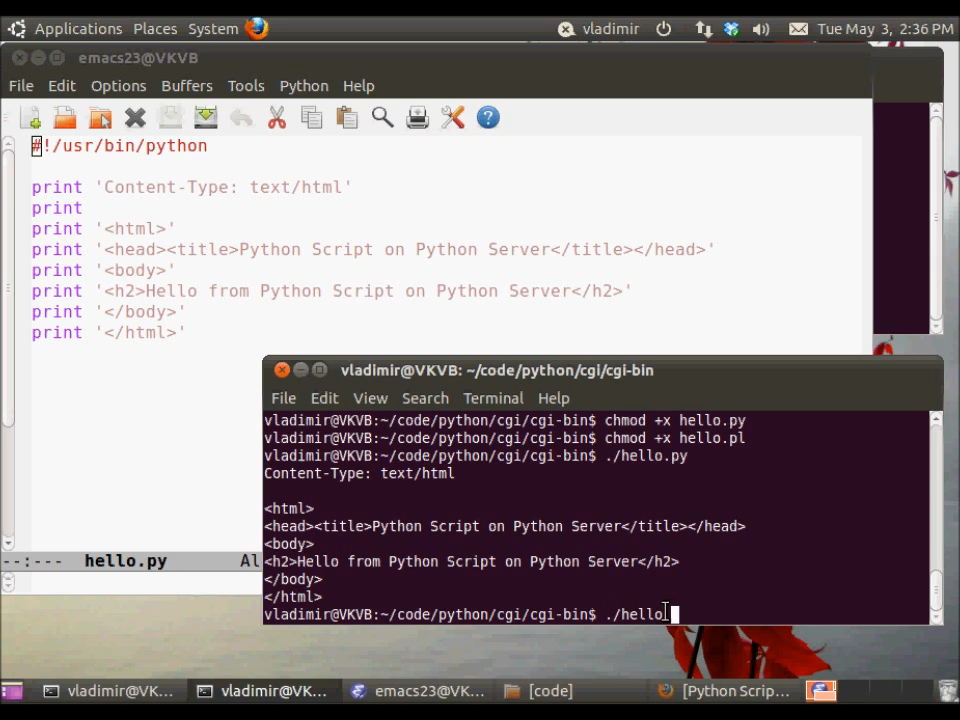 Applications Places System vladimir Tue May 3, 2:36 PM
emacs23@VKVB
File Edit Options Buffers Tools Python Help
#!/usr/bin/python
print 'Content-Type: text/html'
print
print '<html>'
print '<head><title>Python Script on Python Server</title></head>'
print '<body>'
print '<h2>Hello from Python Script on Python Server</h2>'
print '</body>'
print '</html>'
--:--- hello.py Al
vladimir@VKVB: ~/code/python/cgi/cgi-bin
File Edit View Search Terminal Help
vladimir@VKVB:~/code/python/cgi/cgi-bin$ chmod +x hello.py
vladimir@VKVB:~/code/python/cgi/cgi-bin$ chmod +x hello.pl
vladimir@VKVB:~/code/python/cgi/cgi-bin$ ./hello.py
Content-Type: text/html
<html>
<head><title>Python Script on Python Server</title></head>
<body>
<h2>Hello from Python Script on Python Server</h2>
</body>
</html>
vladimir@VKVB:~/code/python/cgi/cgi-bin$ ./hello
vladimir@VK... vladimir@VK... emacs23@VK... [code] [Python Scrip...